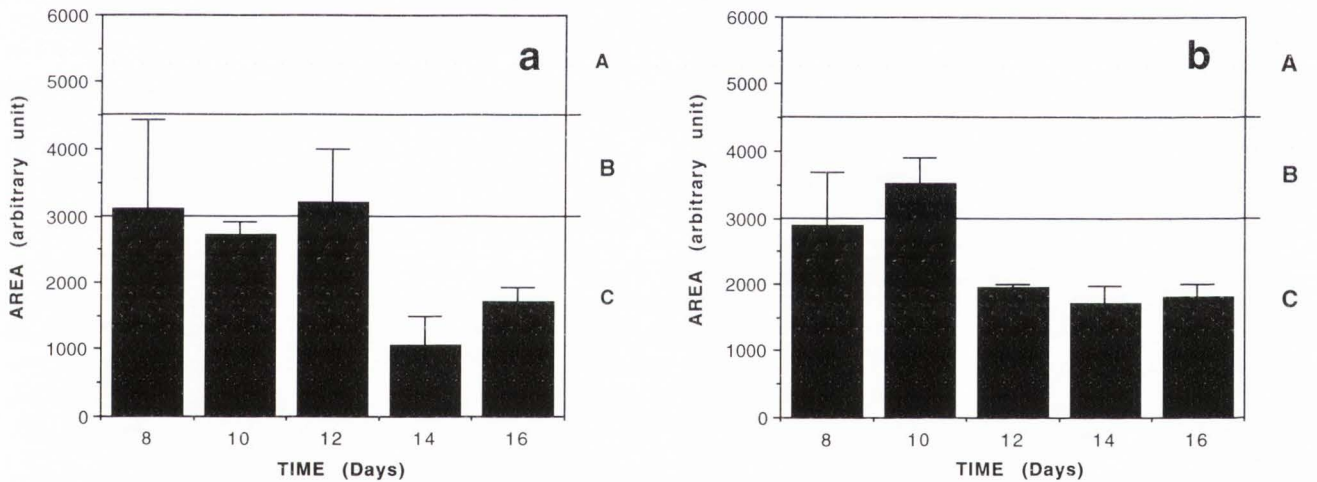 6000
5000
4000
3000
2000
1000
0
AREA (arbitrary unit)
a
A
B
C
8 10 12 14 16
TIME (Days)
6000
5000
4000
3000
2000
1000
0
AREA (arbitrary unit)
b
A
B
C
8 10 12 14 16
TIME (Days)